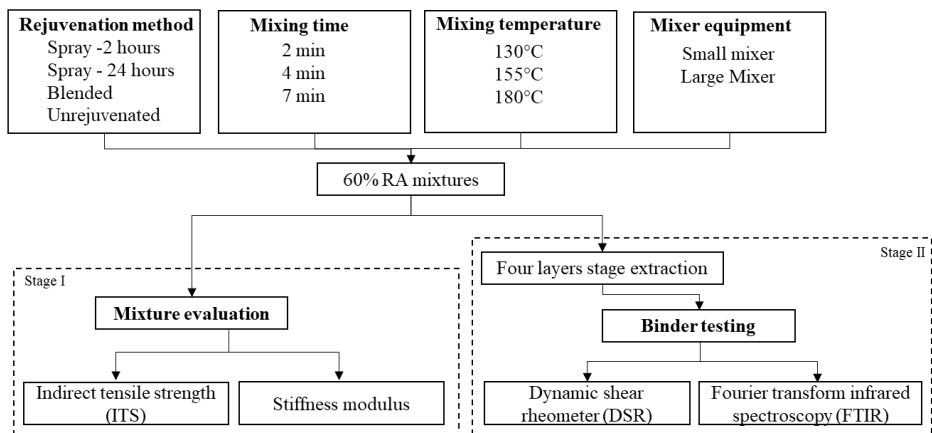 Rejuvenation method
Spray -2 hours
Spray - 24 hours
Blended
Unrejuvenated
Mixing time
2 min
4 min
7 min
Mixing temperature
130°C
155°C
180°C
Mixer equipment
Small mixer
Large Mixer
60% RA mixtures
Stage I
Mixture evaluation
Indirect tensile strength
(ITS)
Stiffness modulus
Stage II
Four layers stage extraction
Binder testing
Dynamic shear
rheometer (DSR)
Fourier transform infrared
spectroscopy (FTIR)